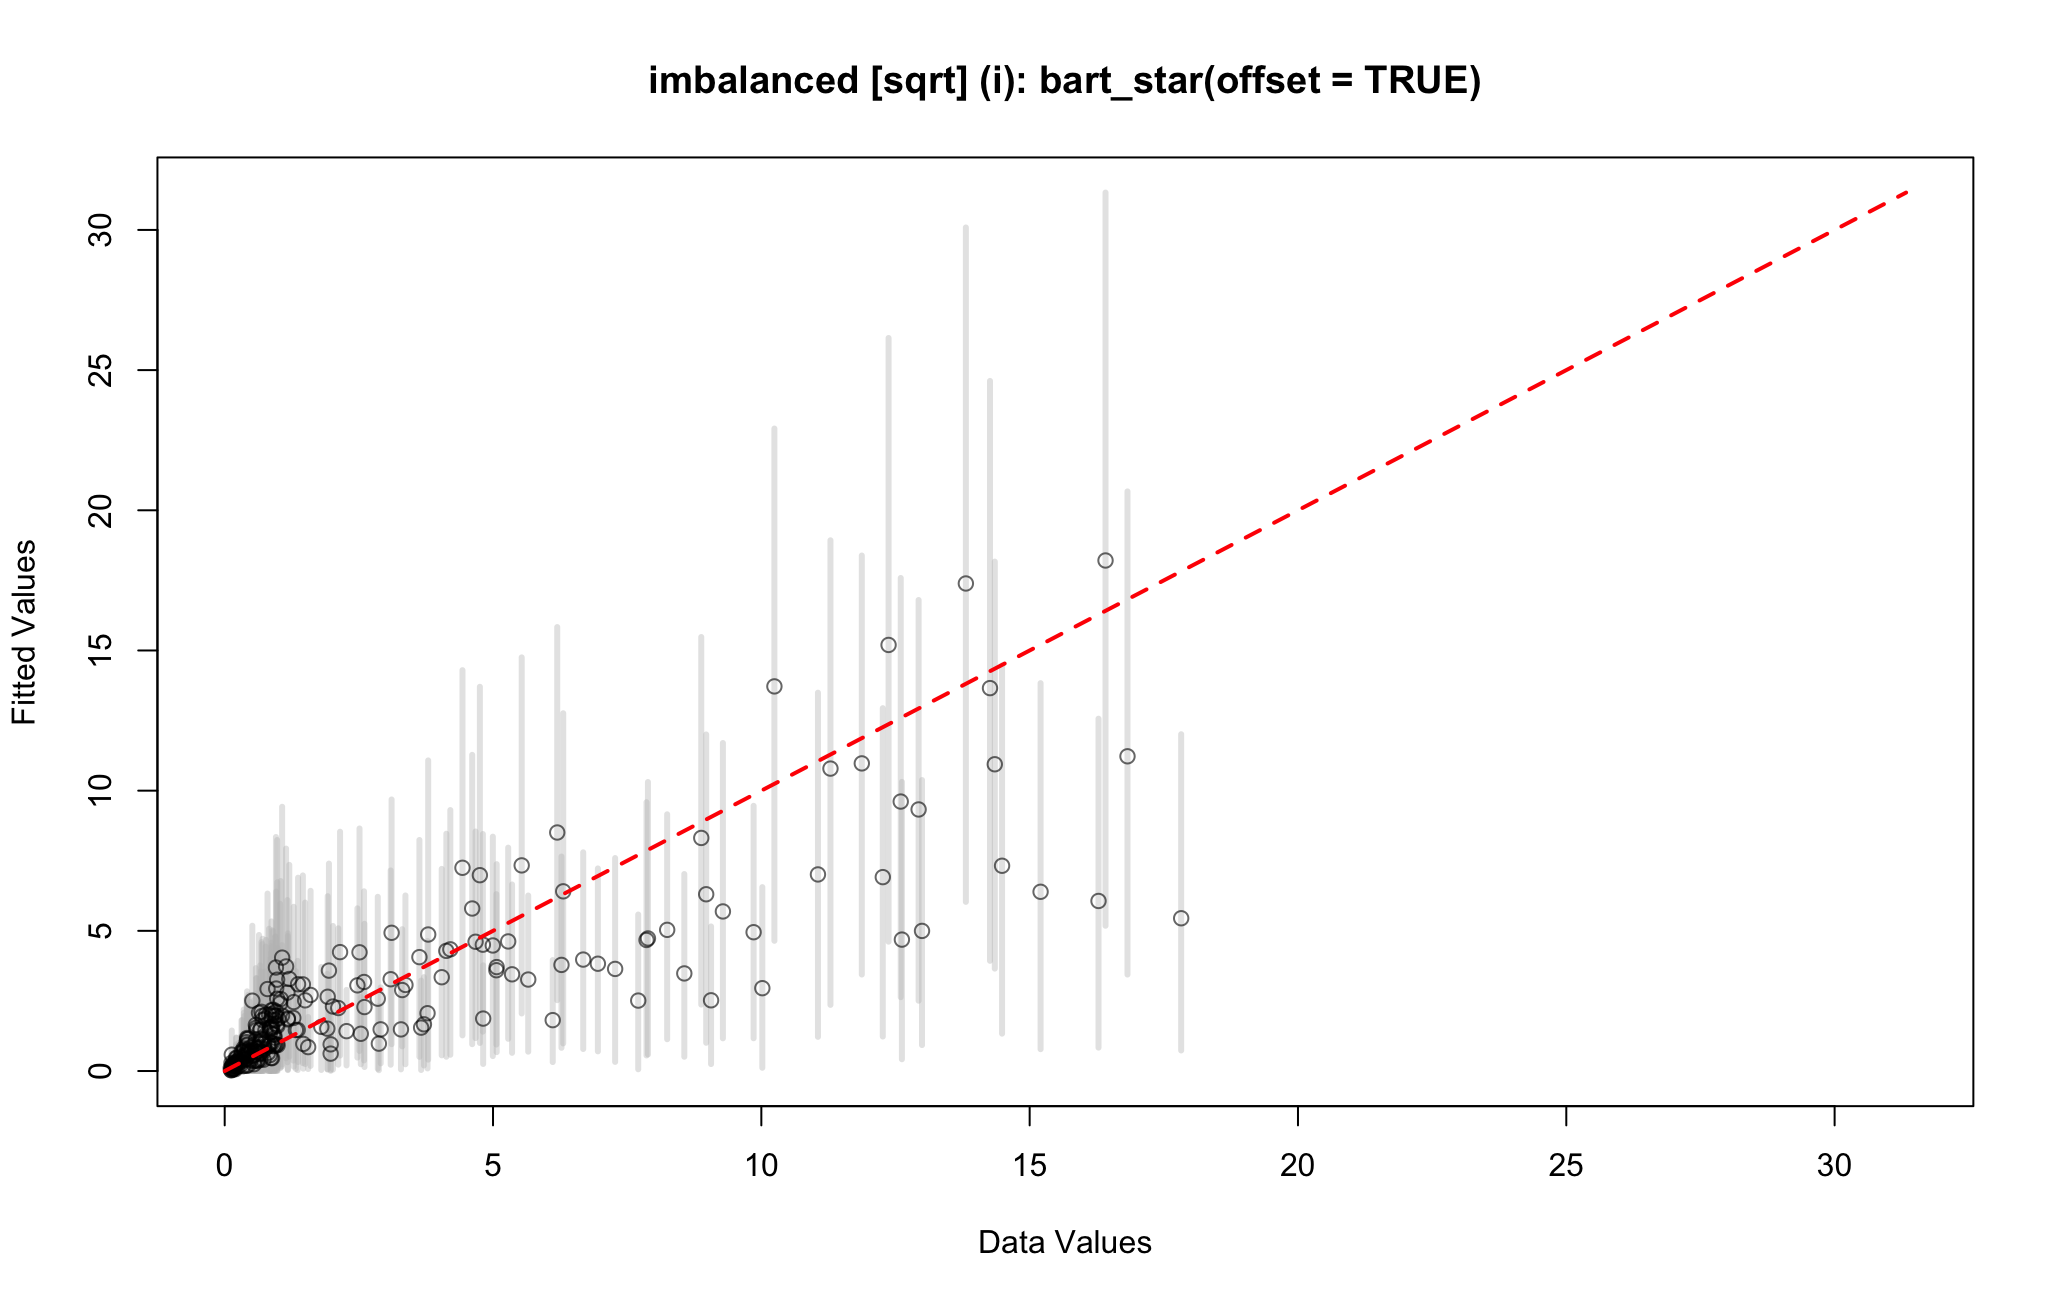 imbalanced [sqrt] (i): bart_star(offset = TRUE)
Fitted Values
30
25
20
15
10
5
0
0 5 10 15 20 25 30
Data Values